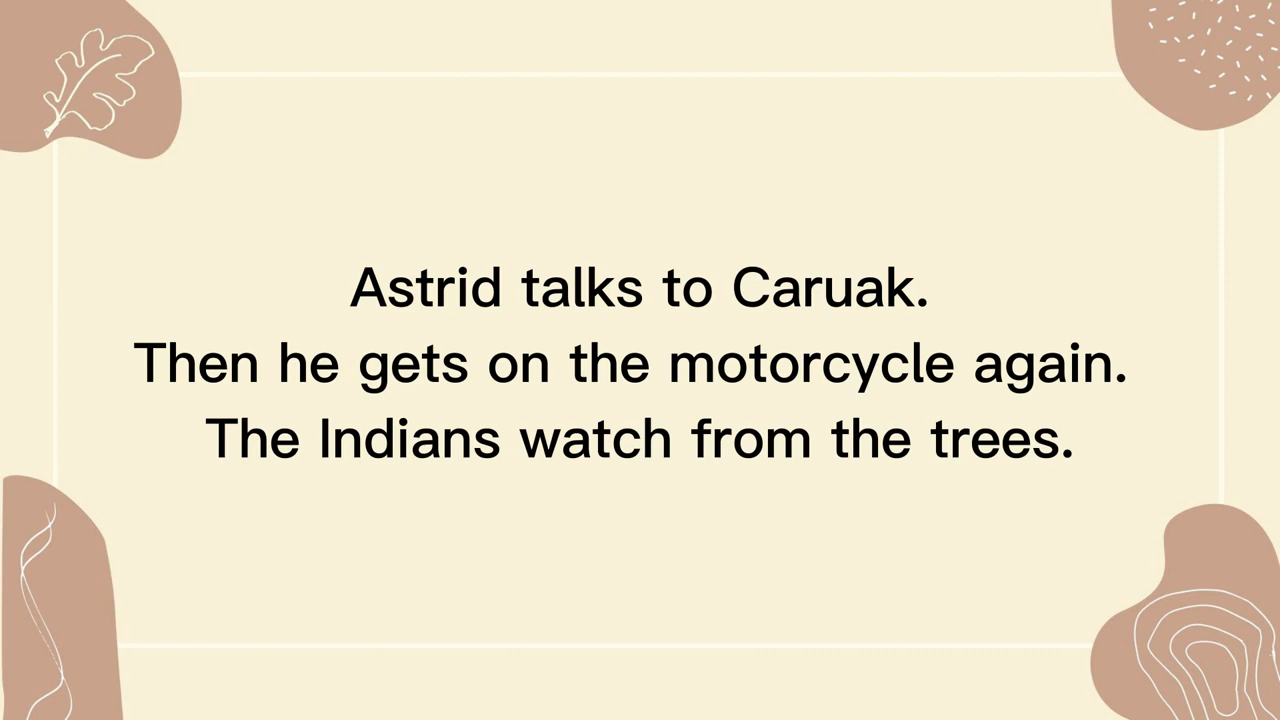 Astrid talks to Caruak.
Then he gets on the motorcycle again.
The Indians watch from the trees.